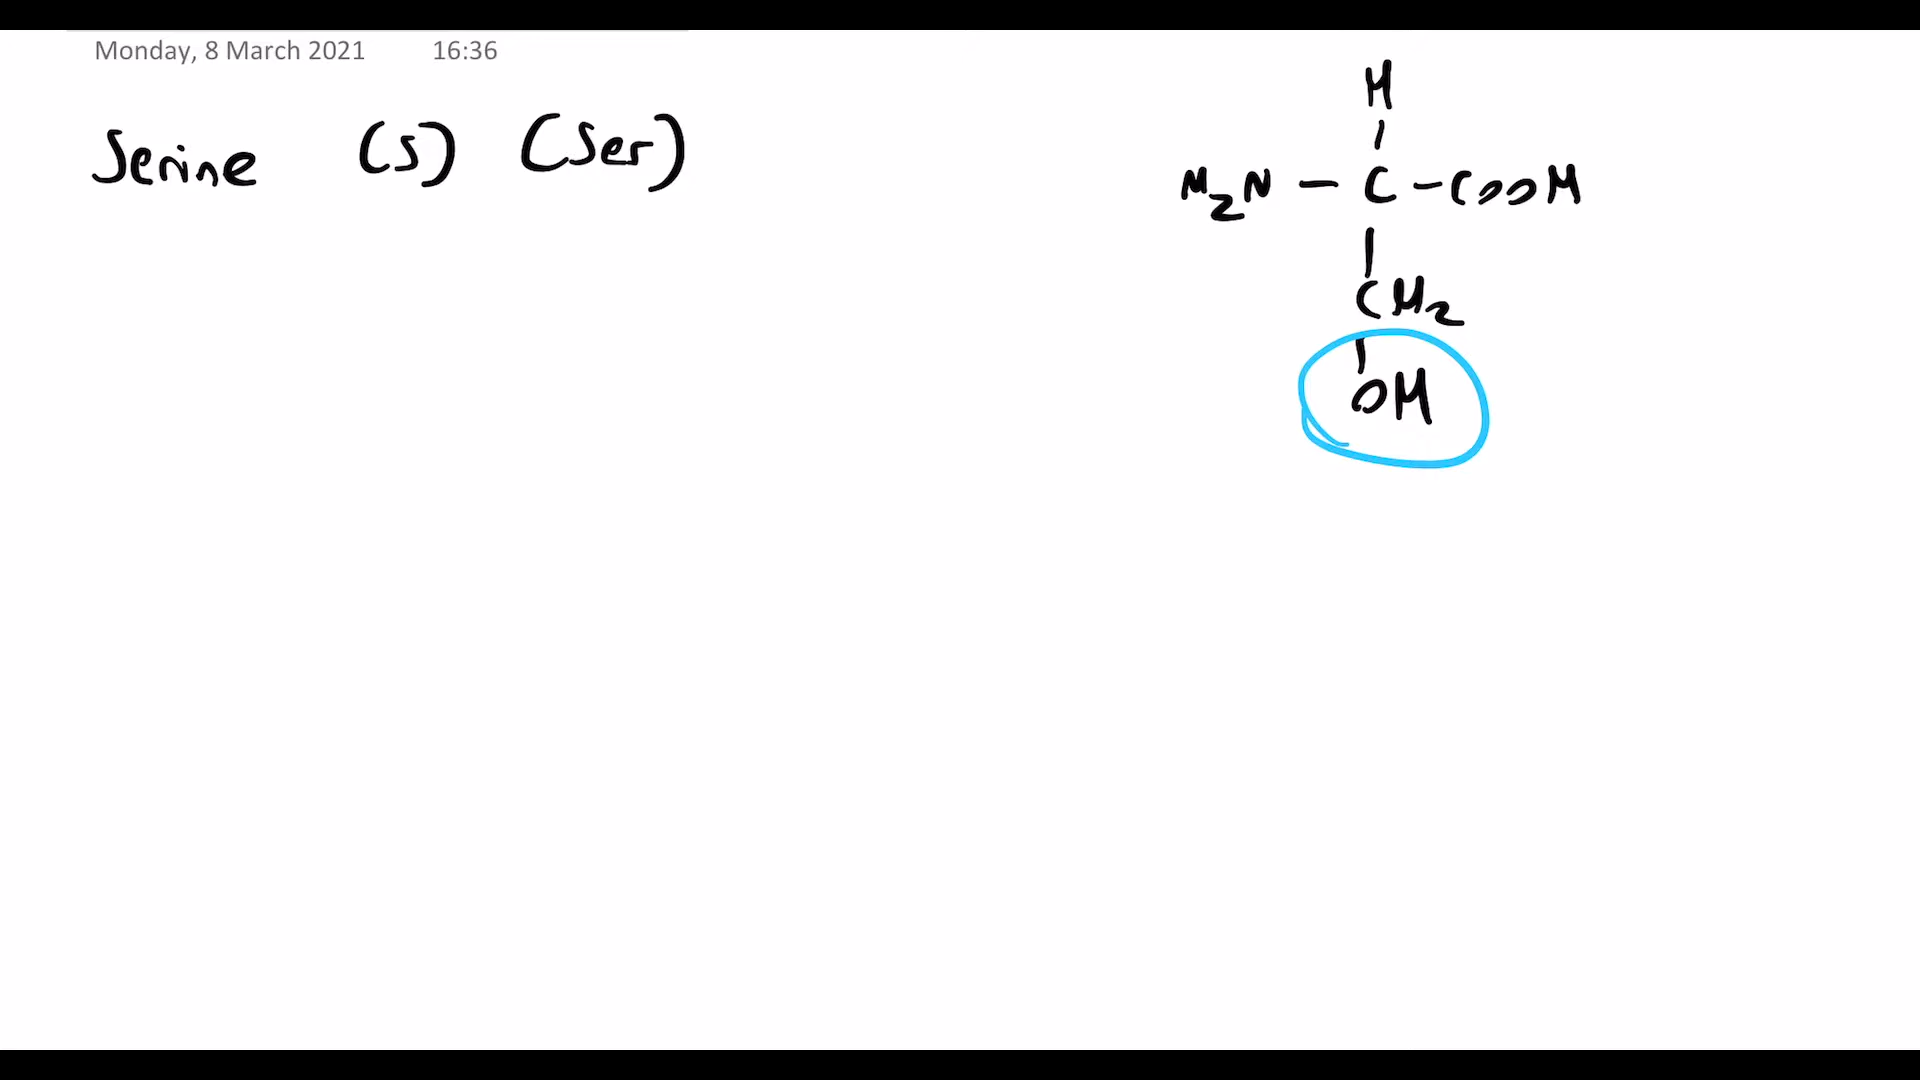 Monday, 8 March 2021 16:36
Serine (S) (Ser)
H
H2N - C - COOH
CH2
OH